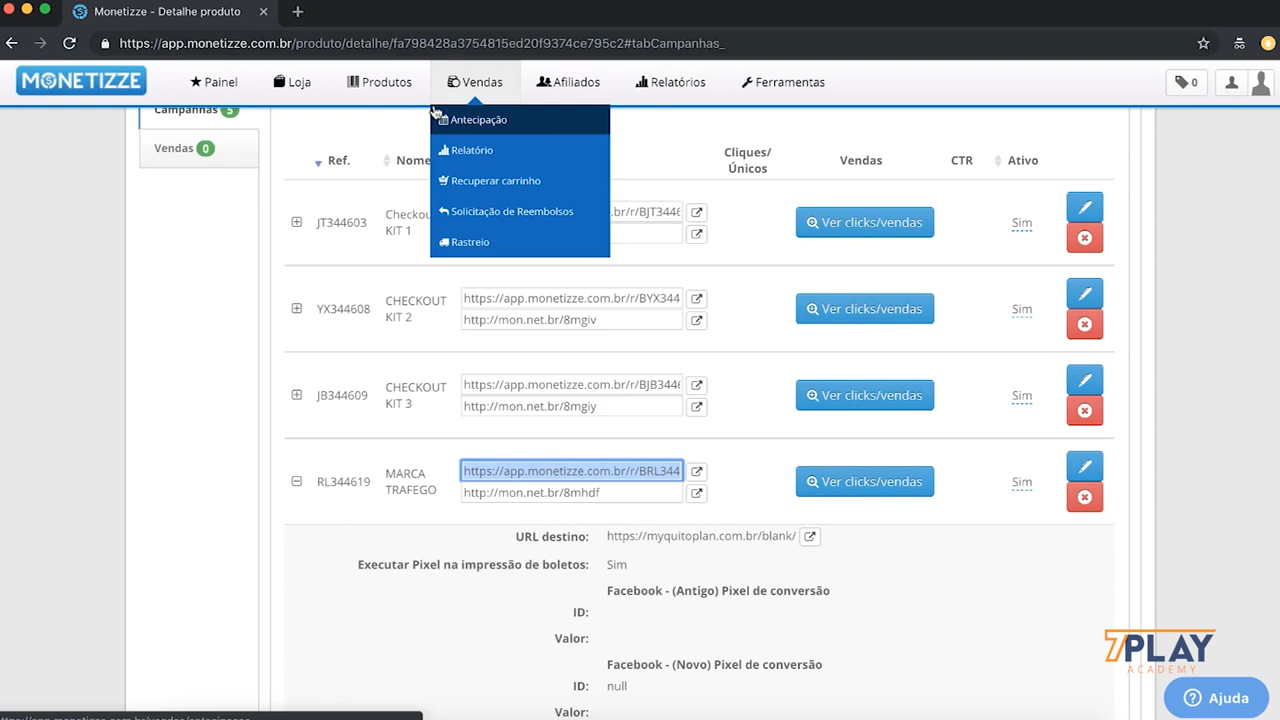 Monetizze - Detalhe produto
https://app.monetizze.com.br/produto/detalhe/fa798428a3754815ed20f9374ce795c2#tabCampanhas_
MONETIZZE
Painel
Loja
Produtos
Vendas
Afiliados
Relatórios
Ferramentas
0
Antecipação
Relatório
Recuperar carrinho
Solicitação de Reembolsos
Rastreio
Campanhas 5
Vendas 0
Ref.
Nome
Cliques/
Únicos
Vendas
CTR
Ativo
JT344603
Checkou
KIT 1
.br/r/BJT3446
Ver clicks/vendas
Sim
YX344608
CHECKOUT
KIT 2
https://app.monetizze.com.br/r/BYX344
http://mon.net.br/8mgiv
Ver clicks/vendas
Sim
JB344609
CHECKOUT
KIT 3
https://app.monetizze.com.br/r/BJB3446
http://mon.net.br/8mgiy
Ver clicks/vendas
Sim
RL344619
MARCA
TRAFEGO
https://app.monetizze.com.br/r/BRL344
http://mon.net.br/8mhdf
Ver clicks/vendas
Sim
URL destino: https://myquitoplan.com.br/blank/
Executar Pixel na impressão de boletos: Sim
Facebook - (Antigo) Pixel de conversão
ID:
Valor:
Facebook - (Novo) Pixel de conversão
ID: null
Valor:
7PLAY
ACADEMY
Ajuda